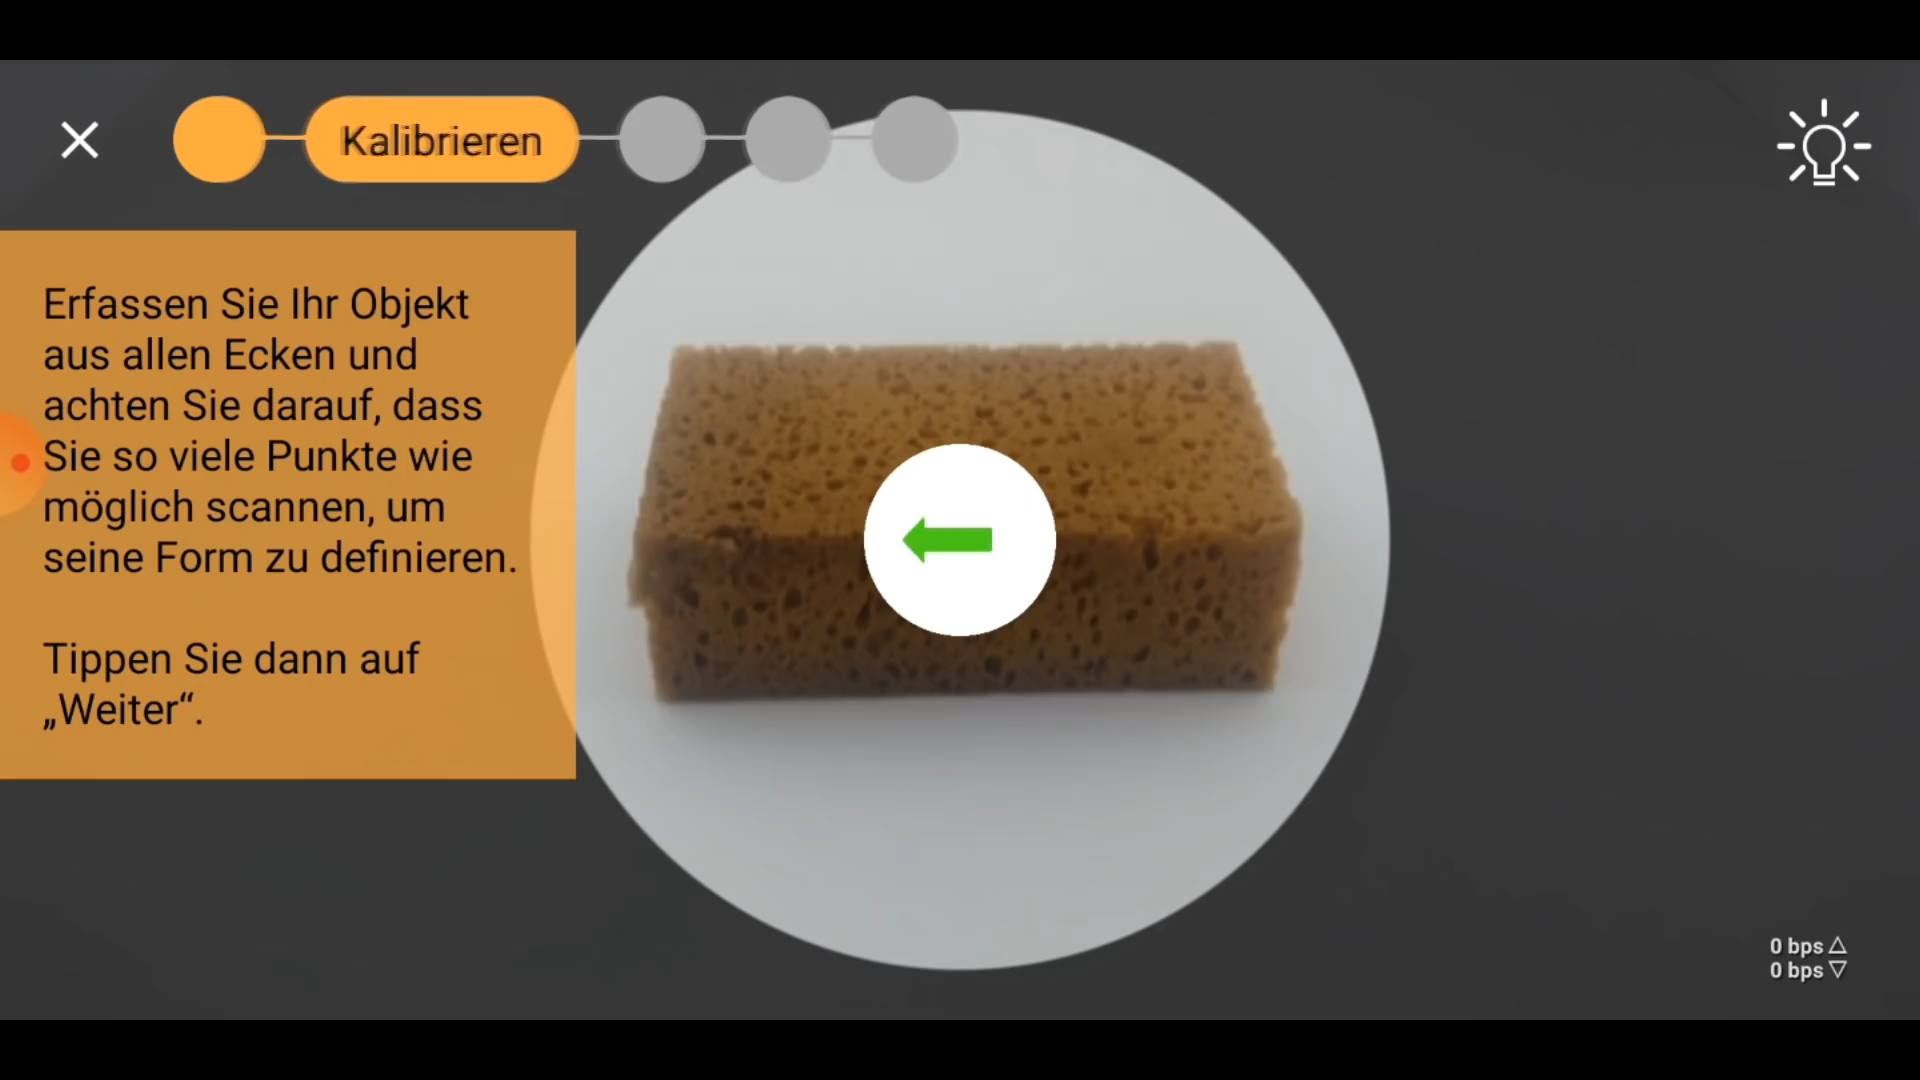 Kalibrieren
Erfassen Sie Ihr Objekt
aus allen Ecken und
achten Sie darauf, dass
Sie so viele Punkte wie
möglich scannen, um
seine Form zu definieren.
Tippen Sie dann auf
„Weiter“.
0 bps △
0 bps ▽